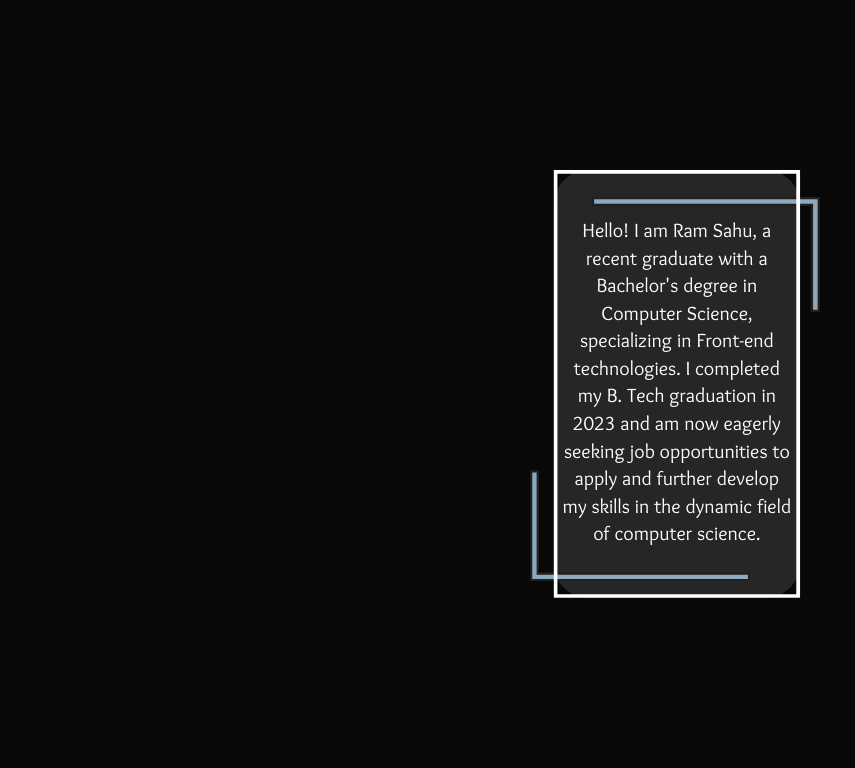 Hello! I am Ram Sahu, a
recent graduate with a
Bachelor's degree in
Computer Science,
specializing in Front-end
technologies. I completed
my B. Tech graduation in
2023 and am now eagerly
seeking job opportunities to
apply and further develop
my skills in the dynamic field
of computer science.